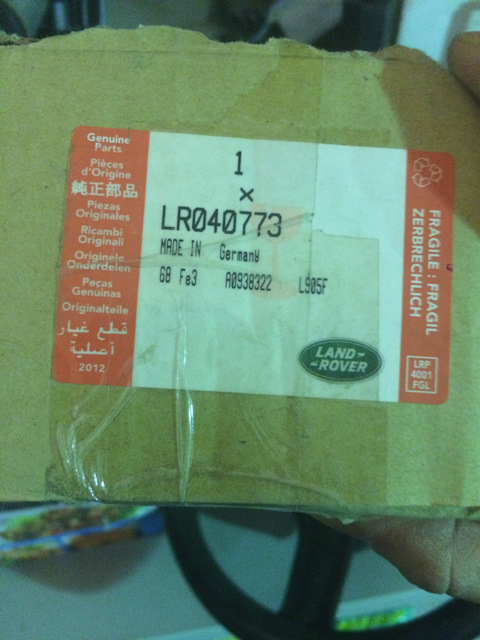 Genuine
Parts
Pièces
d'Origine
純正部品
Piezas
Originales
Ricambi
Originali
Originele
Onderdelen
Peças
Genuinas
Originalteile
قطع غيار
أصلية
2012
1
x
LR040773
MADE IN Germany
68 Fe3 A0938322 L905F
LAND-
-ROVER
FRAGILE : FRAGIL
ZERBRECHLICH
LRP
4001
FGL